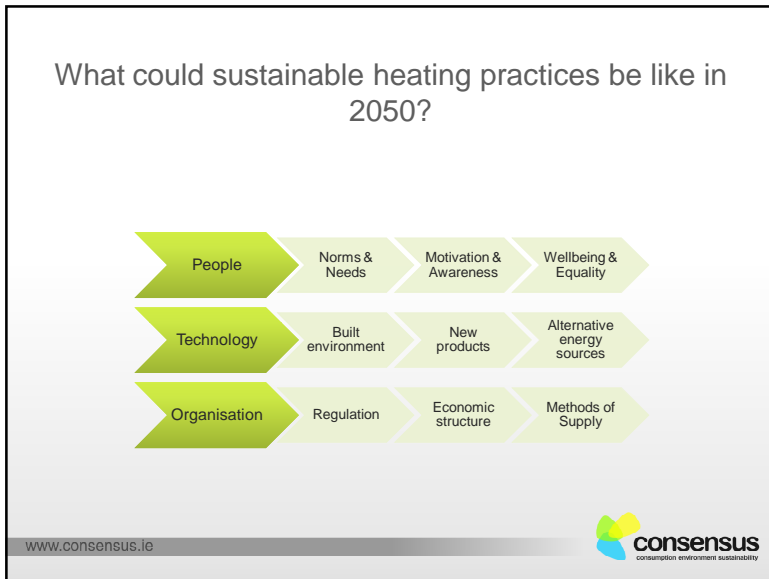 What could sustainable heating practices be like in
2050?
People
Norms &
Needs
Motivation &
Awareness
Wellbeing &
Equality
Technology
Built
environment
New
products
Alternative
energy
sources
Organisation
Regulation
Economic
structure
Methods of
Supply
www.consensus.ie
consensus
consumption environment sustainability